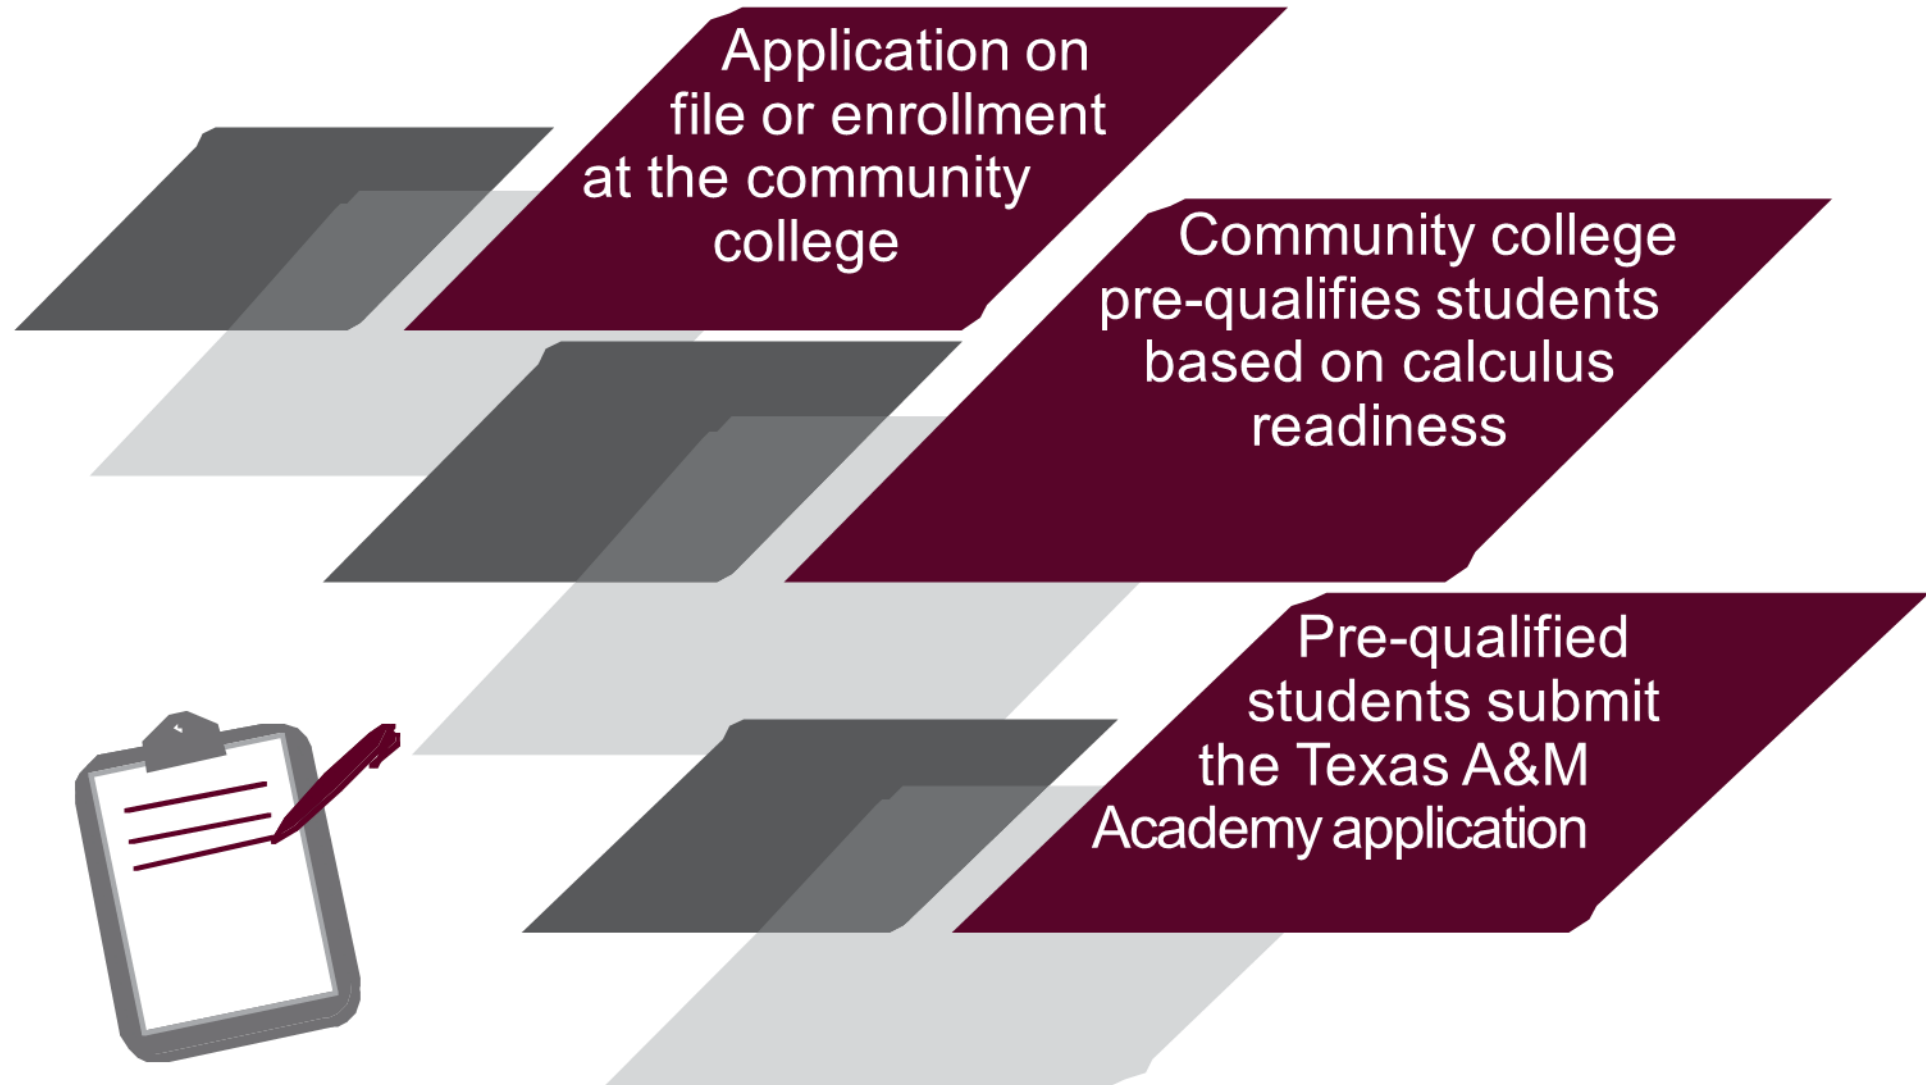 Application on
file or enrollment
at the community
college
Community college
pre-qualifies students
based on calculus
readiness
Pre-qualified
students submit
the Texas A&M
Academy application